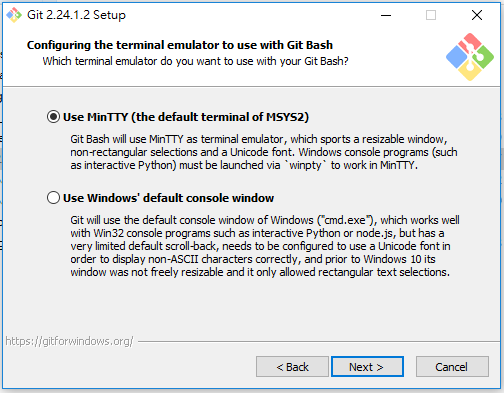 Git 2.24.1.2 Setup
Configuring the terminal emulator to use with Git Bash
Which terminal emulator do you want to use with your Git Bash?
Use MinTTY (the default terminal of MSYS2)
Git Bash will use MinTTY as terminal emulator, which sports a resizable window,
non-rectangular selections and a Unicode font. Windows console programs (such
as interactive Python) must be launched via `winpty` to work in MinTTY.
Use Windows' default console window
Git will use the default console window of Windows ("cmd.exe"), which works well
with Win32 console programs such as interactive Python or node.js, but has a
very limited default scroll-back, needs to be configured to use a Unicode font in
order to display non-ASCII characters correctly, and prior to Windows 10 its
window was not freely resizable and it only allowed rectangular text selections.
https://gitforwindows.org/
< Back
Next >
Cancel